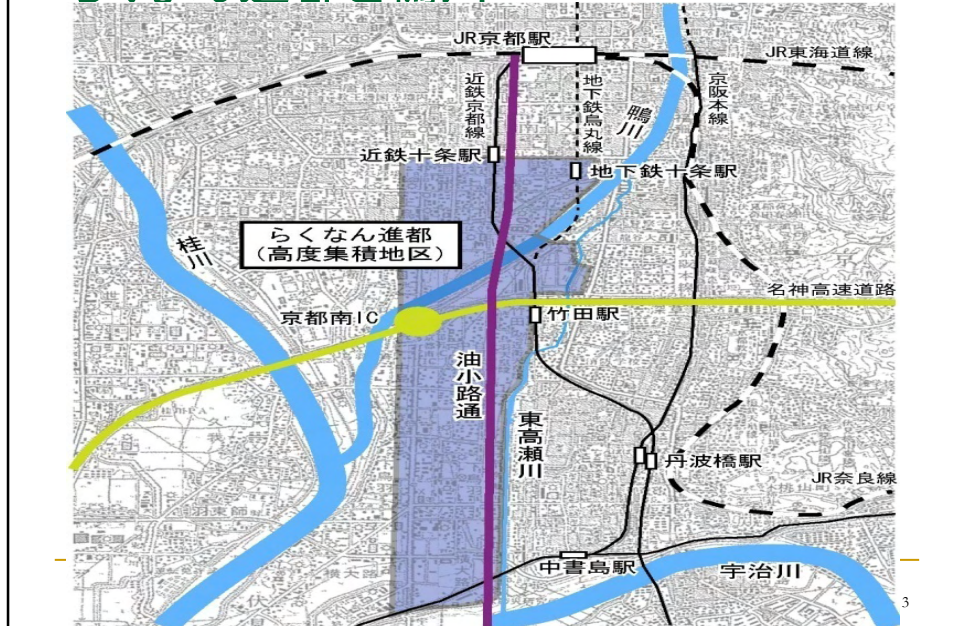 JR京都駅
JR東海道線
近鉄京都線
地下鉄烏丸線
鴨川
京阪本線
近鉄十条駅
地下鉄十条駅
らくなん進都
(高度集積地区)
桂川
名神高速道路
京都南IC
竹田駅
油小路通
東高瀬川
丹波橋駅
JR奈良線
中書島駅
宇治川
3